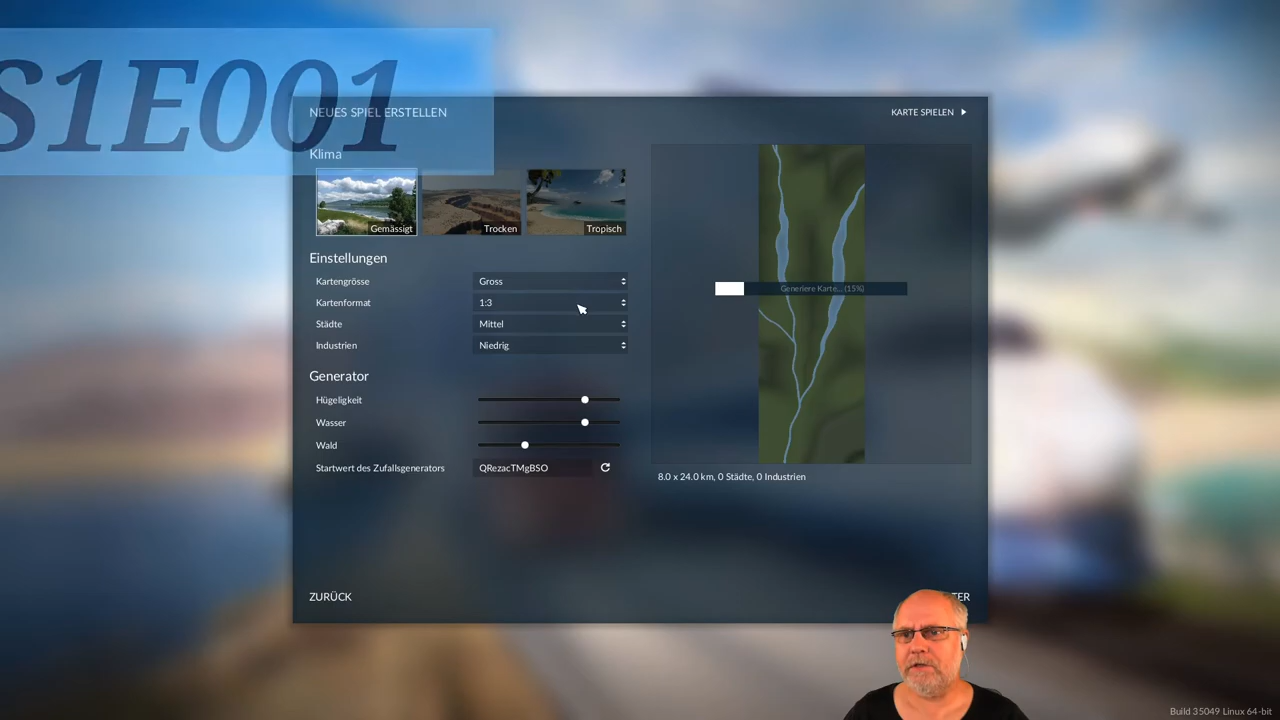 S1E001
NEUES SPIEL ERSTELLEN
KARTE SPIELEN
Klima
Gemässigt
Trocken
Tropisch
Einstellungen
Kartengrösse
Gross
Kartenformat
1:3
Städte
Mittel
Industrien
Niedrig
Generator
Hügeligkeit
Wasser
Wald
Startwert des Zufallsgenerators
QRezacTMgBSO
Generiere Karte... (15%)
8.0 x 24.0 km, 0 Städte, 0 Industrien
ZURÜCK
TER
Build 35049 Linux 64-bit